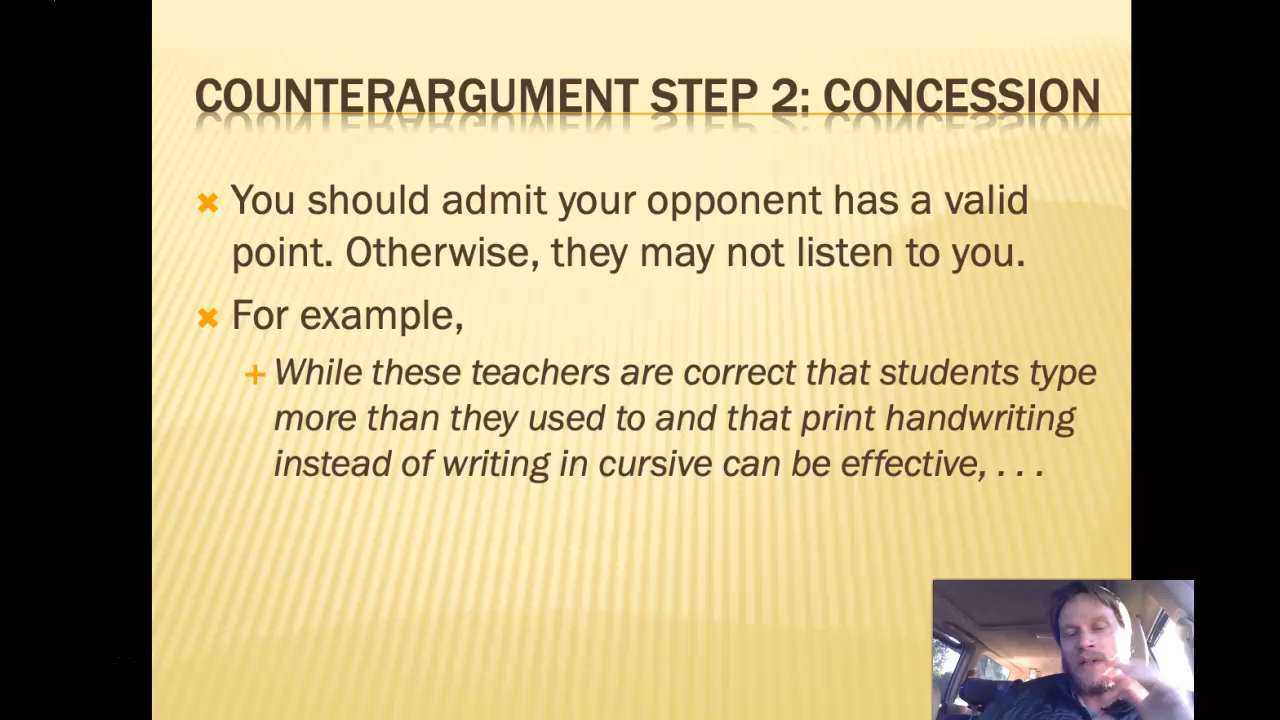 COUNTERARGUMENT STEP 2: CONCESSION
You should admit your opponent has a valid
point. Otherwise, they may not listen to you.
For example,
While these teachers are correct that students type
more than they used to and that print handwriting
instead of writing in cursive can be effective, . . .